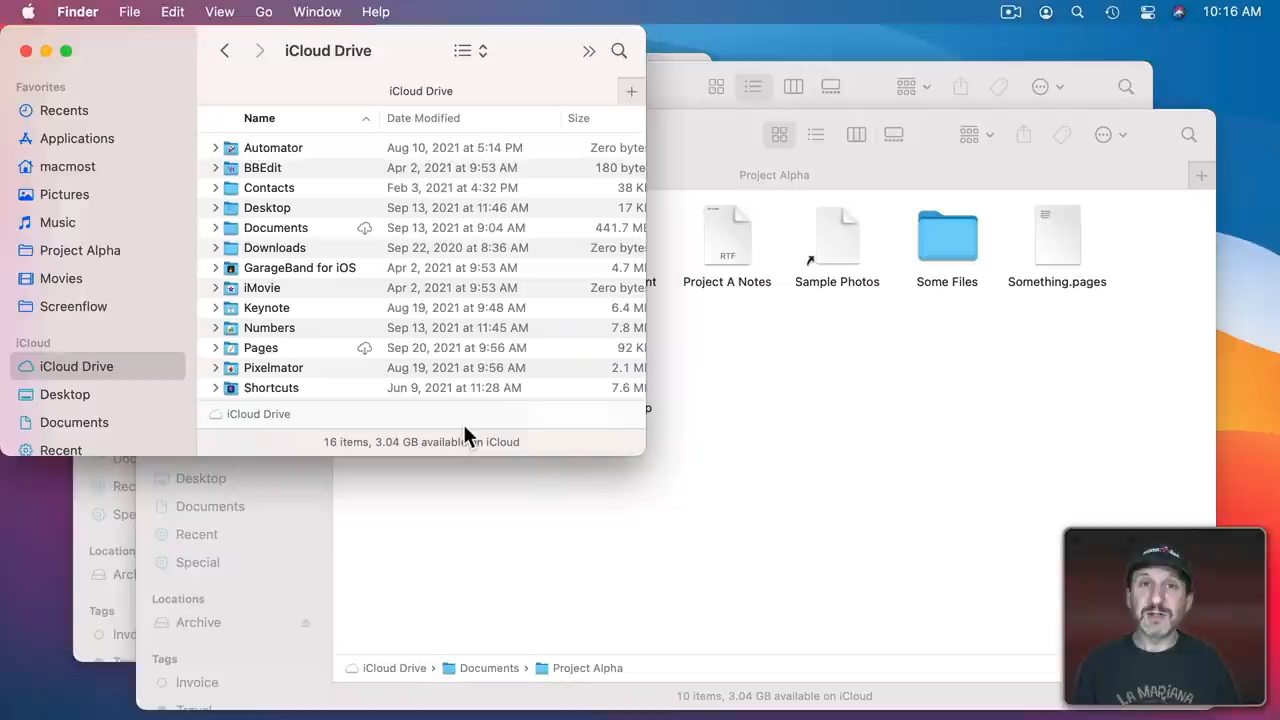 Finder File Edit View Go Window Help 10:16 AM
iCloud Drive
iCloud Drive
Name Date Modified Size
Automator Aug 10, 2021 at 5:14 PM Zero bytes
BBEdit Apr 2, 2021 at 9:53 AM 180 byte
Contacts Feb 3, 2021 at 4:32 PM 38 K
Desktop Sep 13, 2021 at 11:46 AM 17 K
Documents Sep 13, 2021 at 9:04 AM 441.7 M
Downloads Sep 22, 2020 at 8:36 AM Zero bytes
GarageBand for iOS Apr 2, 2021 at 9:53 AM 4.7 M
iMovie Apr 2, 2021 at 9:53 AM Zero bytes
Keynote Aug 19, 2021 at 9:48 AM 6.4 M
Numbers Sep 13, 2021 at 11:45 AM 7.8 M
Pages Sep 20, 2021 at 9:56 AM 92 K
Pixelmator Aug 19, 2021 at 9:56 AM 2.1 M
Shortcuts Jun 9, 2021 at 11:28 AM 7.6 M
iCloud Drive
16 items, 3.04 GB available on iCloud
Favorites
Recents
Applications
macmost
Pictures
Music
Project Alpha
Movies
Screenflow
iCloud
iCloud Drive
Desktop
Documents
Recent
Project Alpha
RTF
Project A Notes
Sample Photos
Some Files
Something.pages
nt
p
Doc
Rec
Spe
Locations
Arc
Tags
Invo
Desktop
Documents
Recent
Special
Locations
Archive
Tags
Invoice
Travel
iCloud Drive › Documents › Project Alpha
10 items, 3.04 GB available on iCloud
LA MARIANA